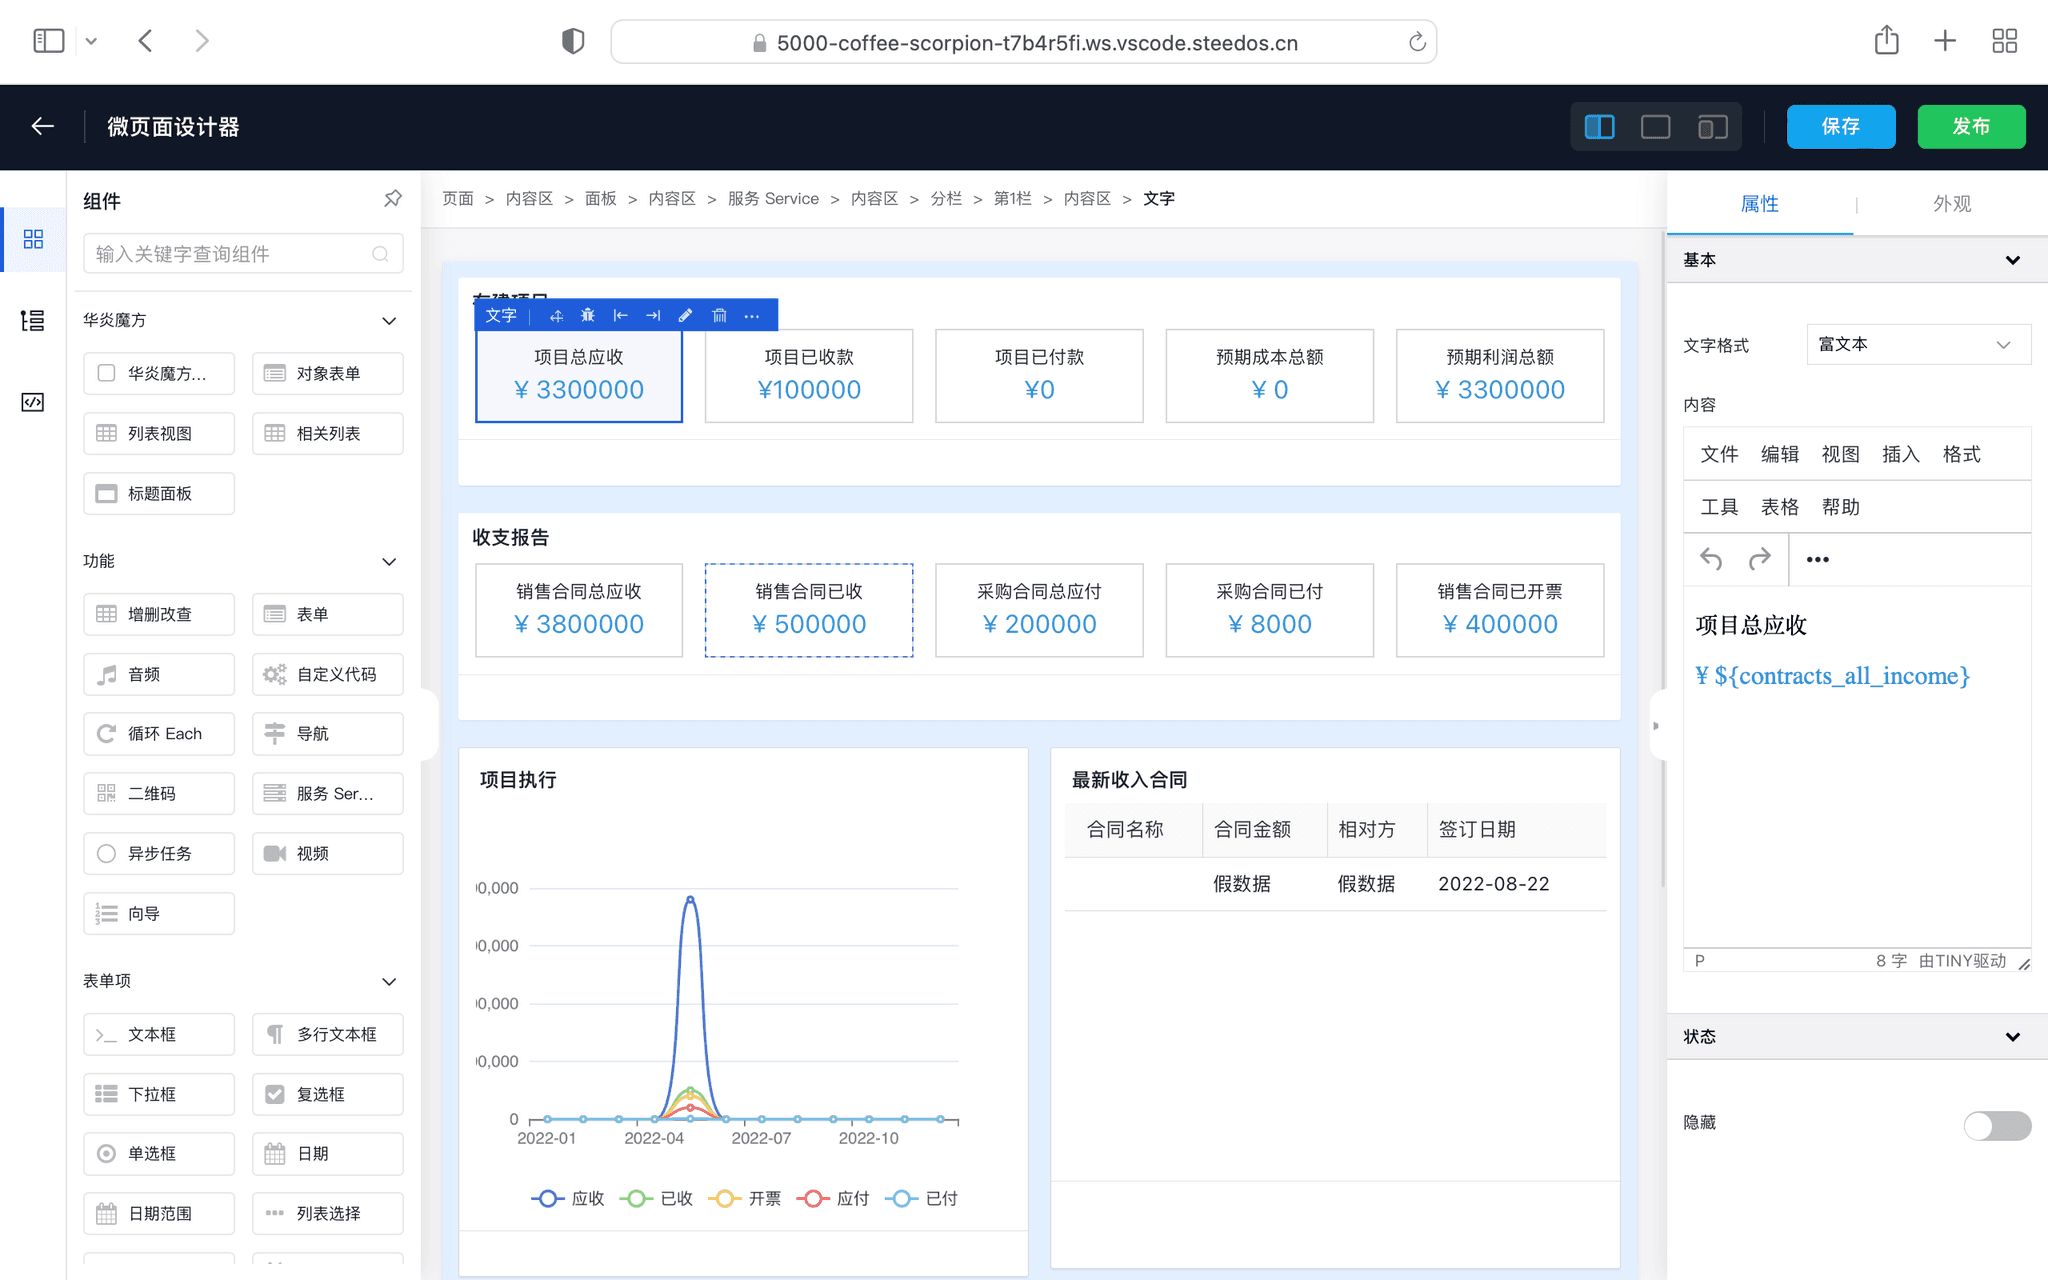 5000-coffee-scorpion-t7b4r5fi.ws.vscode.steedos.cn
微页面设计器
保存
发布
组件
输入关键字查询组件
华炎魔方
华炎魔方...
对象表单
列表视图
相关列表
标题面板
功能
增删改查
表单
音频
自定义代码
循环 Each
导航
二维码
服务 Ser...
异步任务
视频
向导
表单项
文本框
多行文本框
下拉框
复选框
单选框
日期
日期范围
列表选择
页面 > 内容区 > 面板 > 内容区 > 服务 Service > 内容区 > 分栏 > 第1栏 > 内容区 > 文字
文字
项目总应收
¥ 3300000
项目已收款
¥100000
项目已付款
¥0
预期成本总额
¥ 0
预期利润总额
¥ 3300000
收支报告
销售合同总应收
¥ 3800000
销售合同已收
¥ 500000
采购合同总应付
¥ 200000
采购合同已付
¥ 8000
销售合同已开票
¥ 400000
项目执行
0,000
0,000
0,000
0,000
0
2022-01
2022-04
2022-07
2022-10
应收
已收
开票
应付
已付
最新收入合同
合同名称
合同金额
相对方
签订日期
假数据
假数据
2022-08-22
属性
外观
基本
文字格式
富文本
内容
文件 编辑 视图 插入 格式
工具 表格 帮助
项目总应收
¥ ${contracts_all_income}
P
8 字
由TINY驱动
状态
隐藏